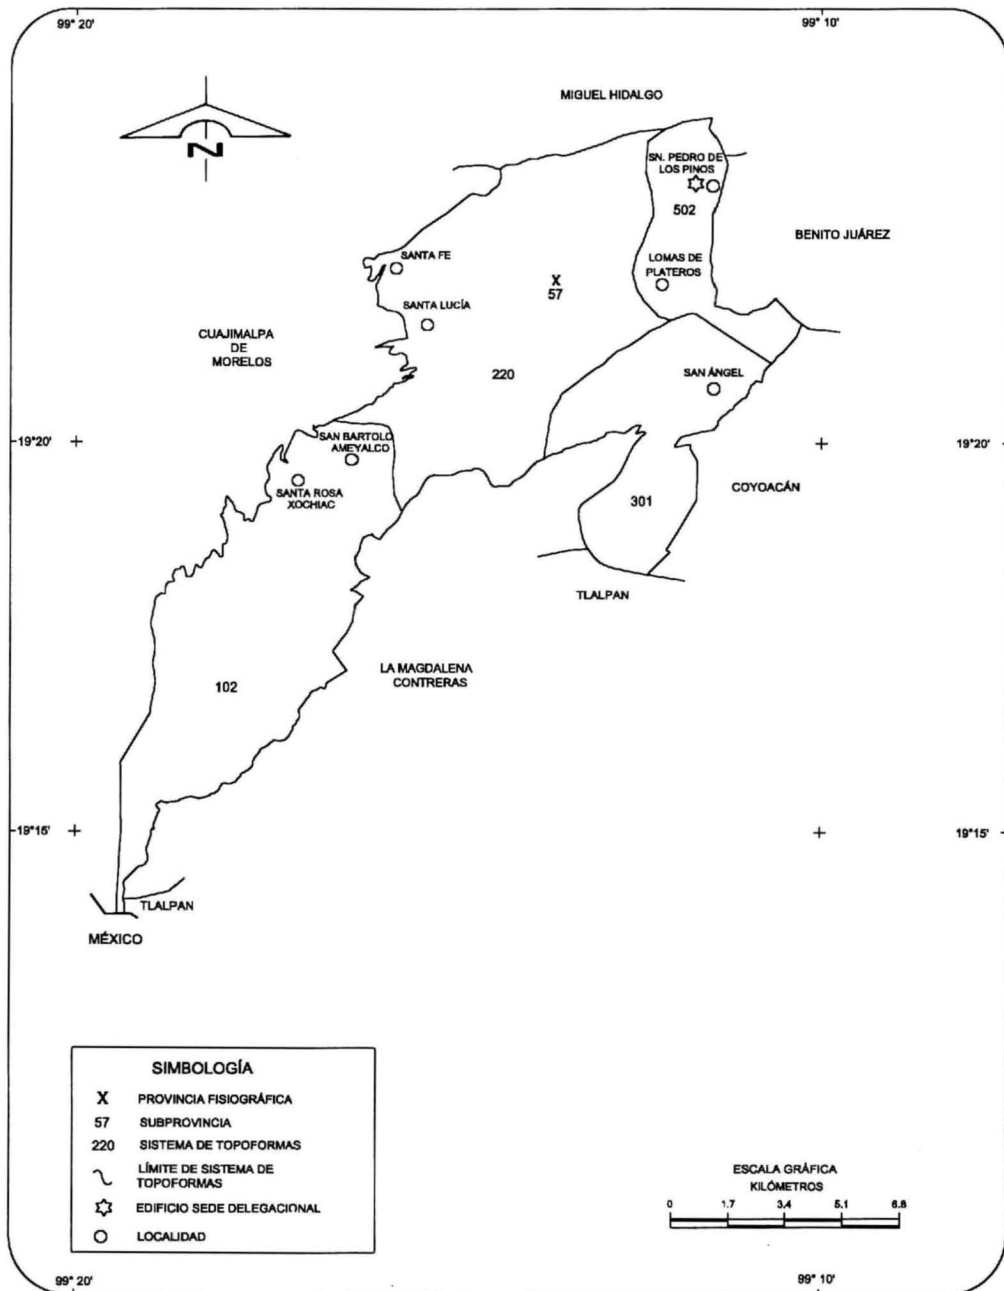 99° 20'
99° 10'
MIGUEL HIDALGO
N
SN. PEDRO DE
LOS PINOS
502
BENITO JUÁREZ
SANTA FE
LOMAS DE
PLATEROS
X
57
SANTA LUCÍA
CUAJIMALPA
DE
MORELOS
220
SAN ÁNGEL
19°20'
19°20'
SAN BARTOLO
AMEYALCO
SANTA ROSA
XOCHIAC
301
COYOACÁN
TLALPAN
LA MAGDALENA
CONTRERAS
102
19°15'
19°15'
TLALPAN
MÉXICO
SIMBOLOGÍA
X PROVINCIA FISIOGRÁFICA
57 SUBPROVINCIA
220 SISTEMA DE TOPOFORMAS
LÍMITE DE SISTEMA DE
TOPOFORMAS
EDIFICIO SEDE DELEGACIONAL
LOCALIDAD
ESCALA GRÁFICA
KILÓMETROS
0 1.7 3.4 5.1 6.8
99° 20'
99° 10'